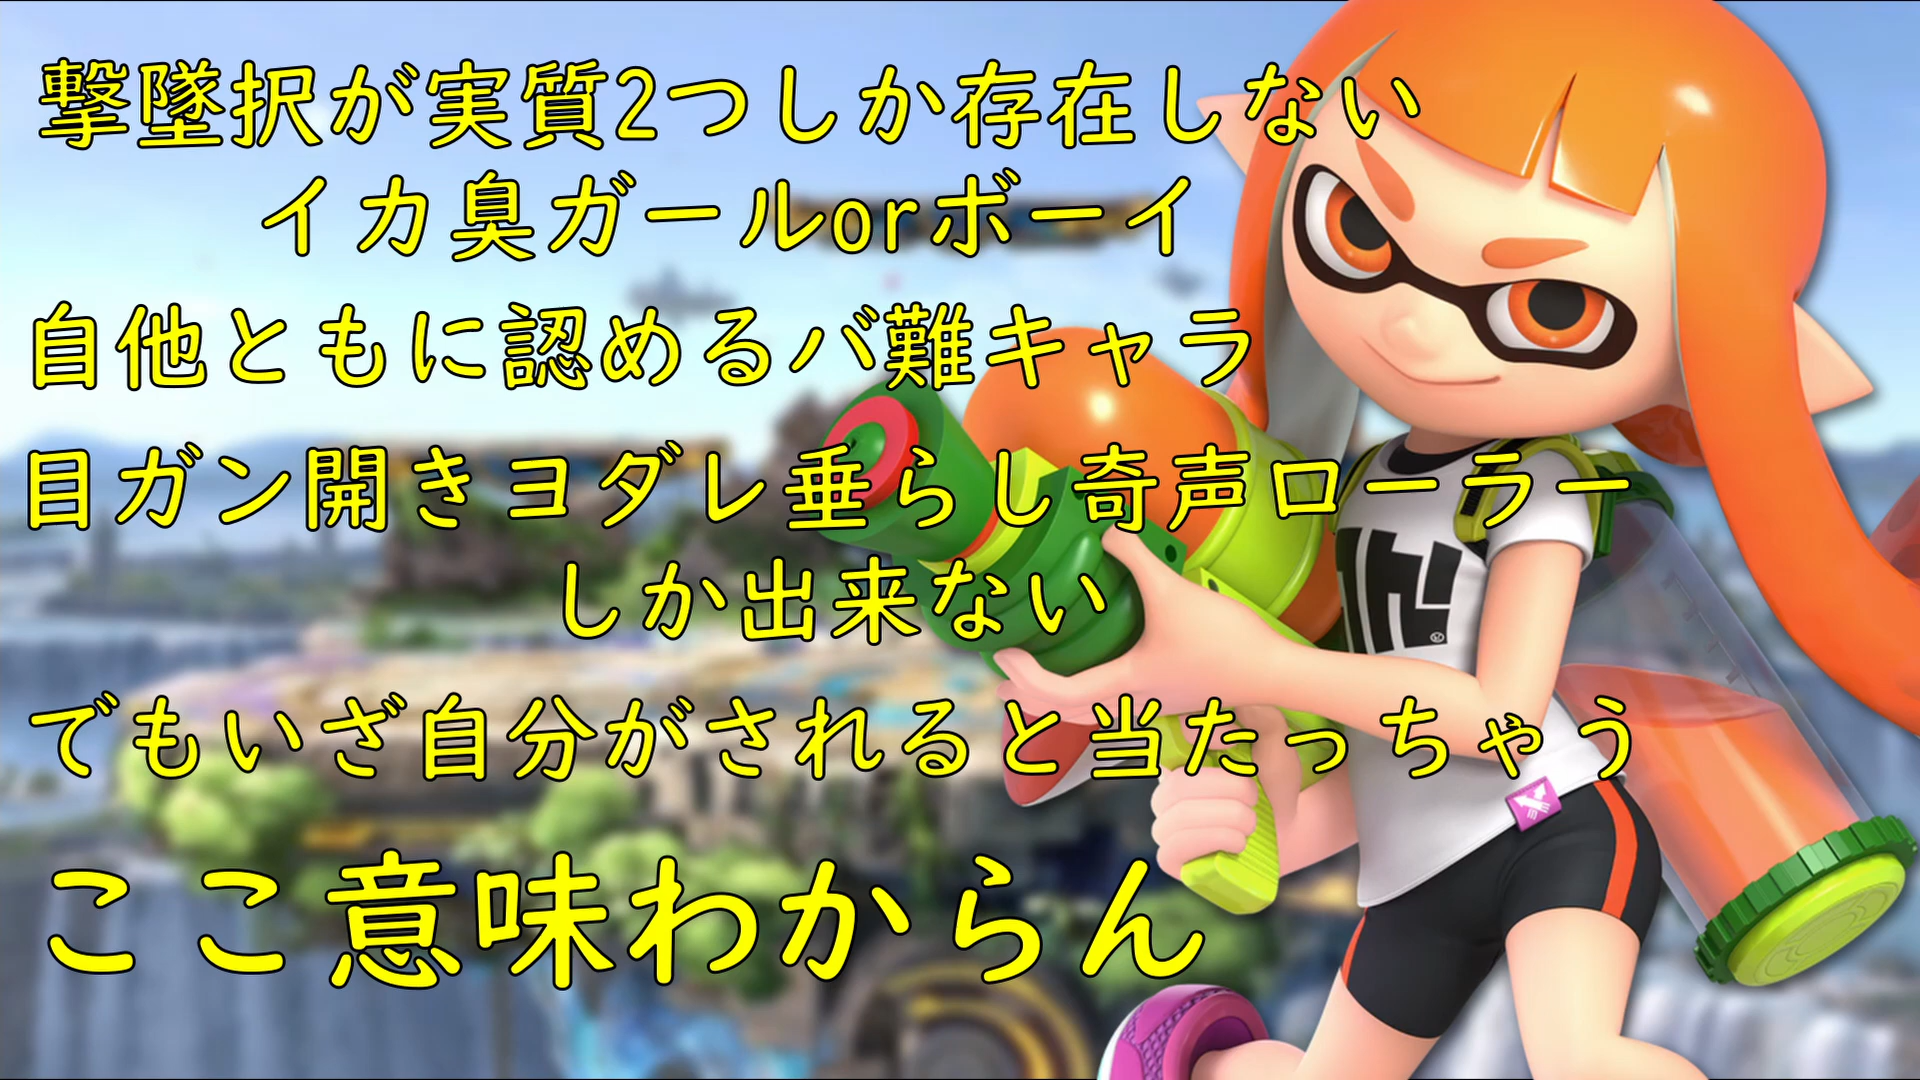 撃墜択が実質2つしか存在しない
イカ臭ガールorボーイ
自他ともに認めるバ難キャラ
目ガン開きヨダレ垂らし奇声ローラー
しか出来ない
でもいざ自分がされると当たっちゃう
ここ意味わからん